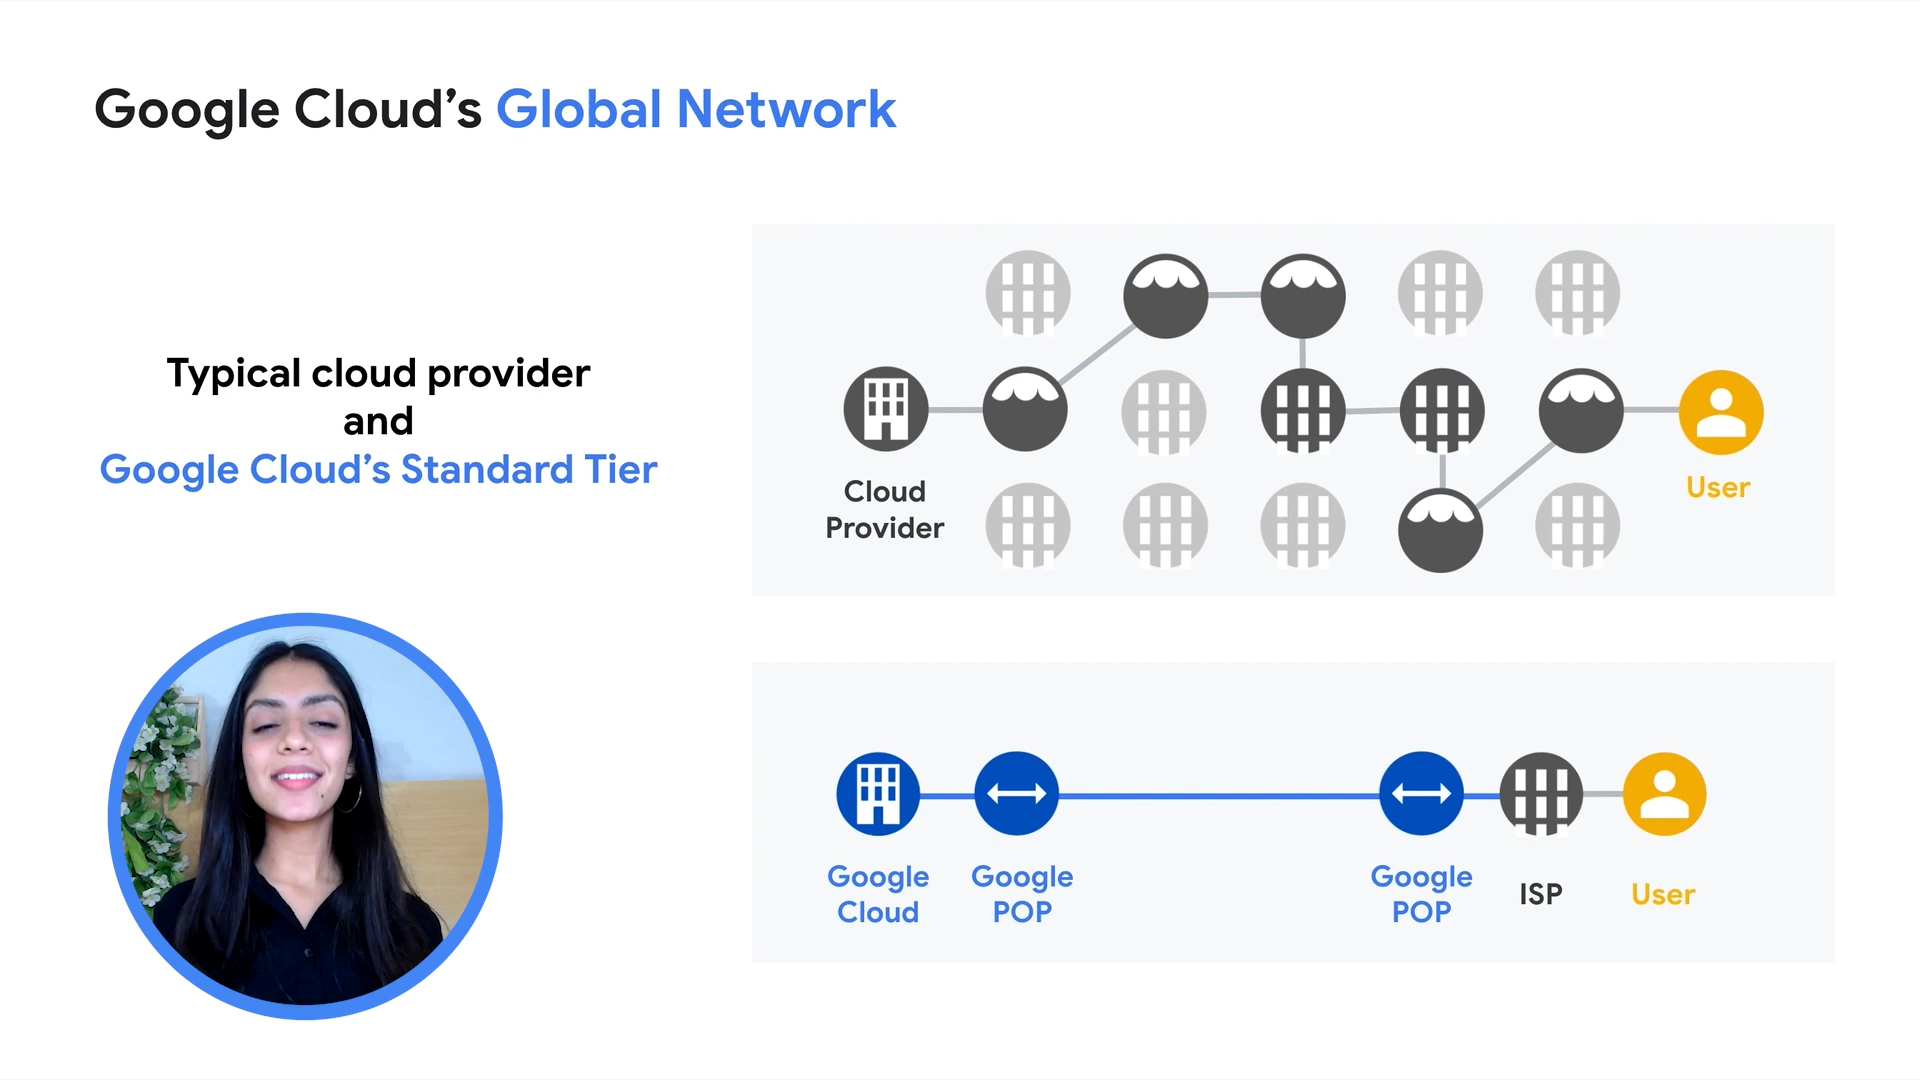 Google Cloud’s Global Network
Typical cloud provider
and
Google Cloud’s Standard Tier
Cloud
Provider
User
Google
Cloud
Google
POP
Google
POP
ISP
User